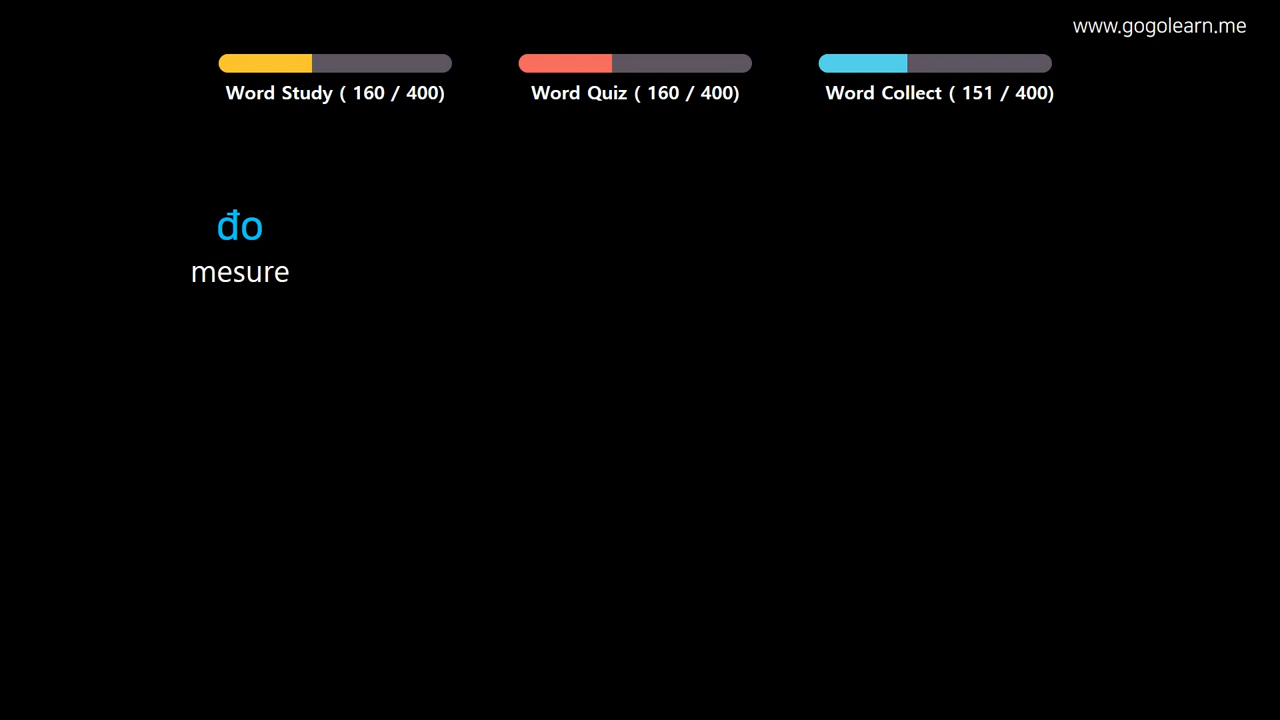 www.gogolearn.me
Word Study ( 160 / 400)
Word Quiz ( 160 / 400)
Word Collect ( 151 / 400)
đo
mesure